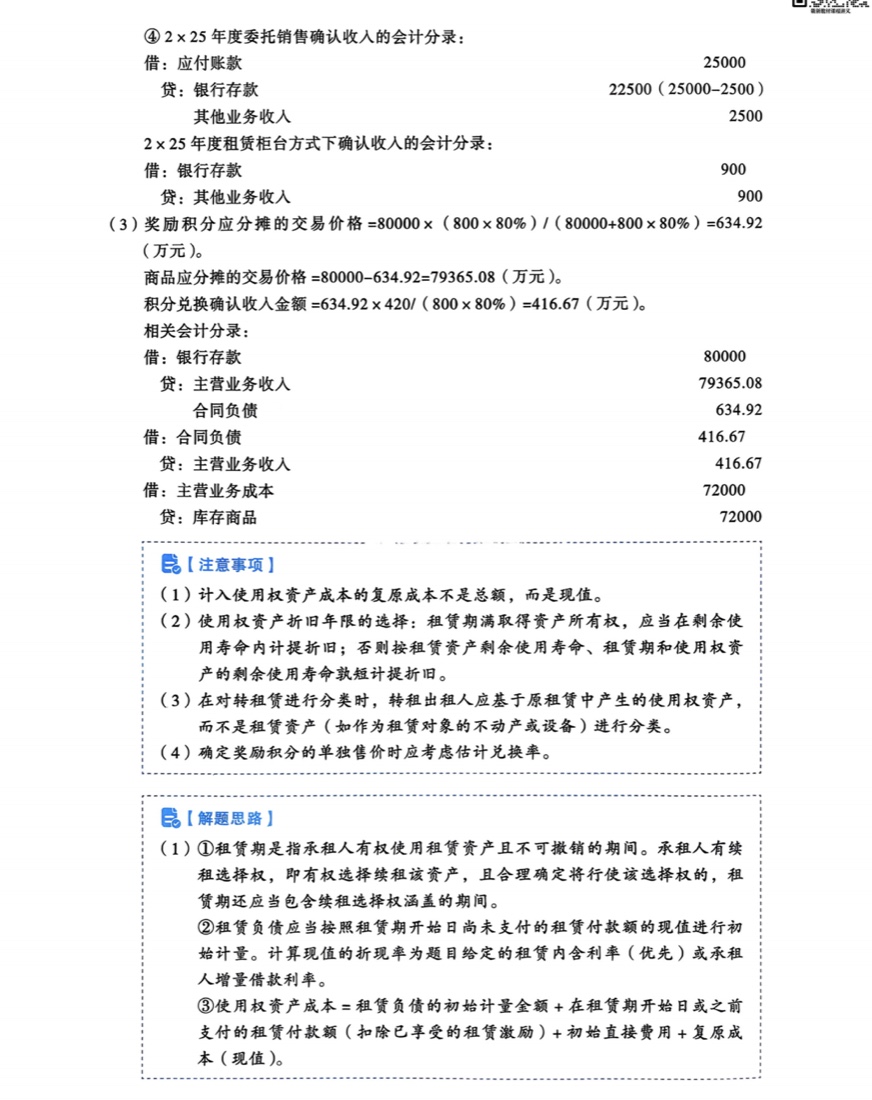 ④ 2×25 年度委托销售确认收入的会计分录：
借：应付账款 25000
贷：银行存款 22500（25000-2500）
其他业务收入 2500
2×25 年度租赁柜台方式下确认收入的会计分录：
借：银行存款 900
贷：其他业务收入 900
（3）奖励积分应分摊的交易价格 =80000×（800×80%）/（80000+800×80%）=634.92
（万元）。
商品应分摊的交易价格 =80000-634.92=79365.08（万元）。
积分兑换确认收入金额 =634.92×420/（800×80%）=416.67（万元）。
相关会计分录：
借：银行存款 80000
贷：主营业务收入 79365.08
合同负债 634.92
借：合同负债 416.67
贷：主营业务收入 416.67
借：主营业务成本 72000
贷：库存商品 72000
【注意事项】
（1）计入使用权资产成本的复原成本不是总额，而是现值。
（2）使用权资产折旧年限的选择：租赁期满取得资产所有权，应当在剩余使
用寿命内计提折旧；否则按租赁资产剩余使用寿命、租赁期和使用权资
产的剩余使用寿命孰短计提折旧。
（3）在对转租赁进行分类时，转租出租人应基于原租赁中产生的使用权资产，
而不是租赁资产（如作为租赁对象的不动产或设备）进行分类。
（4）确定奖励积分的单独售价时应考虑估计兑换率。
【解题思路】
（1）①租赁期是指承租人有权使用租赁资产且不可撤销的期间。承租人有续
租选择权，即有权选择续租该资产，且合理确定将行使该选择权的，租
赁期还应当包含续租选择权涵盖的期间。
②租赁负债应当按照租赁期开始日尚未支付的租赁付款额的现值进行初
始计量。计算现值的折现率为题目给定的租赁内含利率（优先）或承租
人增量借款利率。
③使用权资产成本 = 租赁负债的初始计量金额 + 在租赁期开始日或之前
支付的租赁付款额（扣除已享受的租赁激励）+ 初始直接费用 + 复原成
本（现值）。